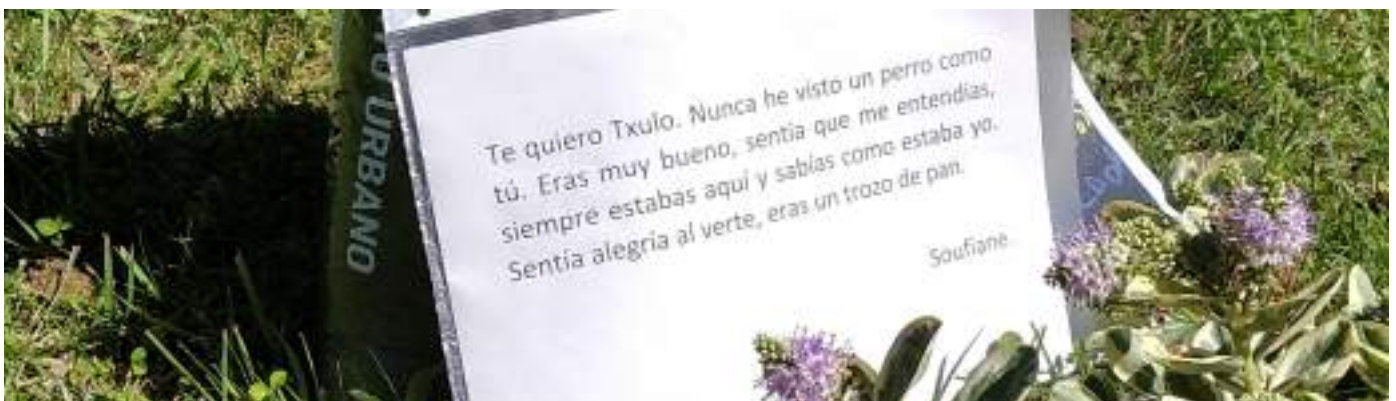 URBANO
Te quiero Txulo. Nunca he visto un perro como
tú. Eras muy bueno, sentía que me entendías,
siempre estabas aquí y sabías como estaba yo.
Sentía alegría al verte, eras un trozo de pan.
Soufiane.